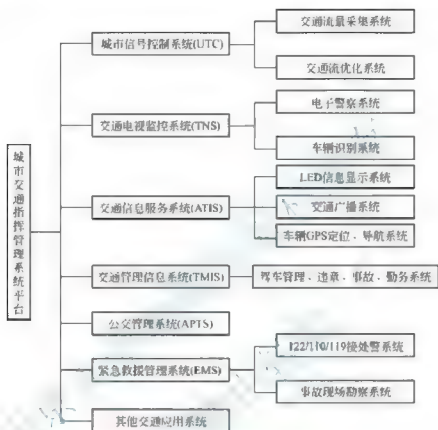 城市交通指挥管理系统平台
城市信号控制系统(UTC)
交通流量采集系统
交通流优化系统
交通电视监控系统(TNS)
电子警察系统
车辆识别系统
交通信息服务系统(ATIS)
LED信息显示系统
交通广播系统
车辆GPS定位、导航系统
交通管理信息系统(TMIS)
驾车管理、违章、事故、勤务系统
公交管理系统(APTS)
紧急救援管理系统(EMS)
122/110/119接处警系统
事故现场勘察系统
其他交通应用系统